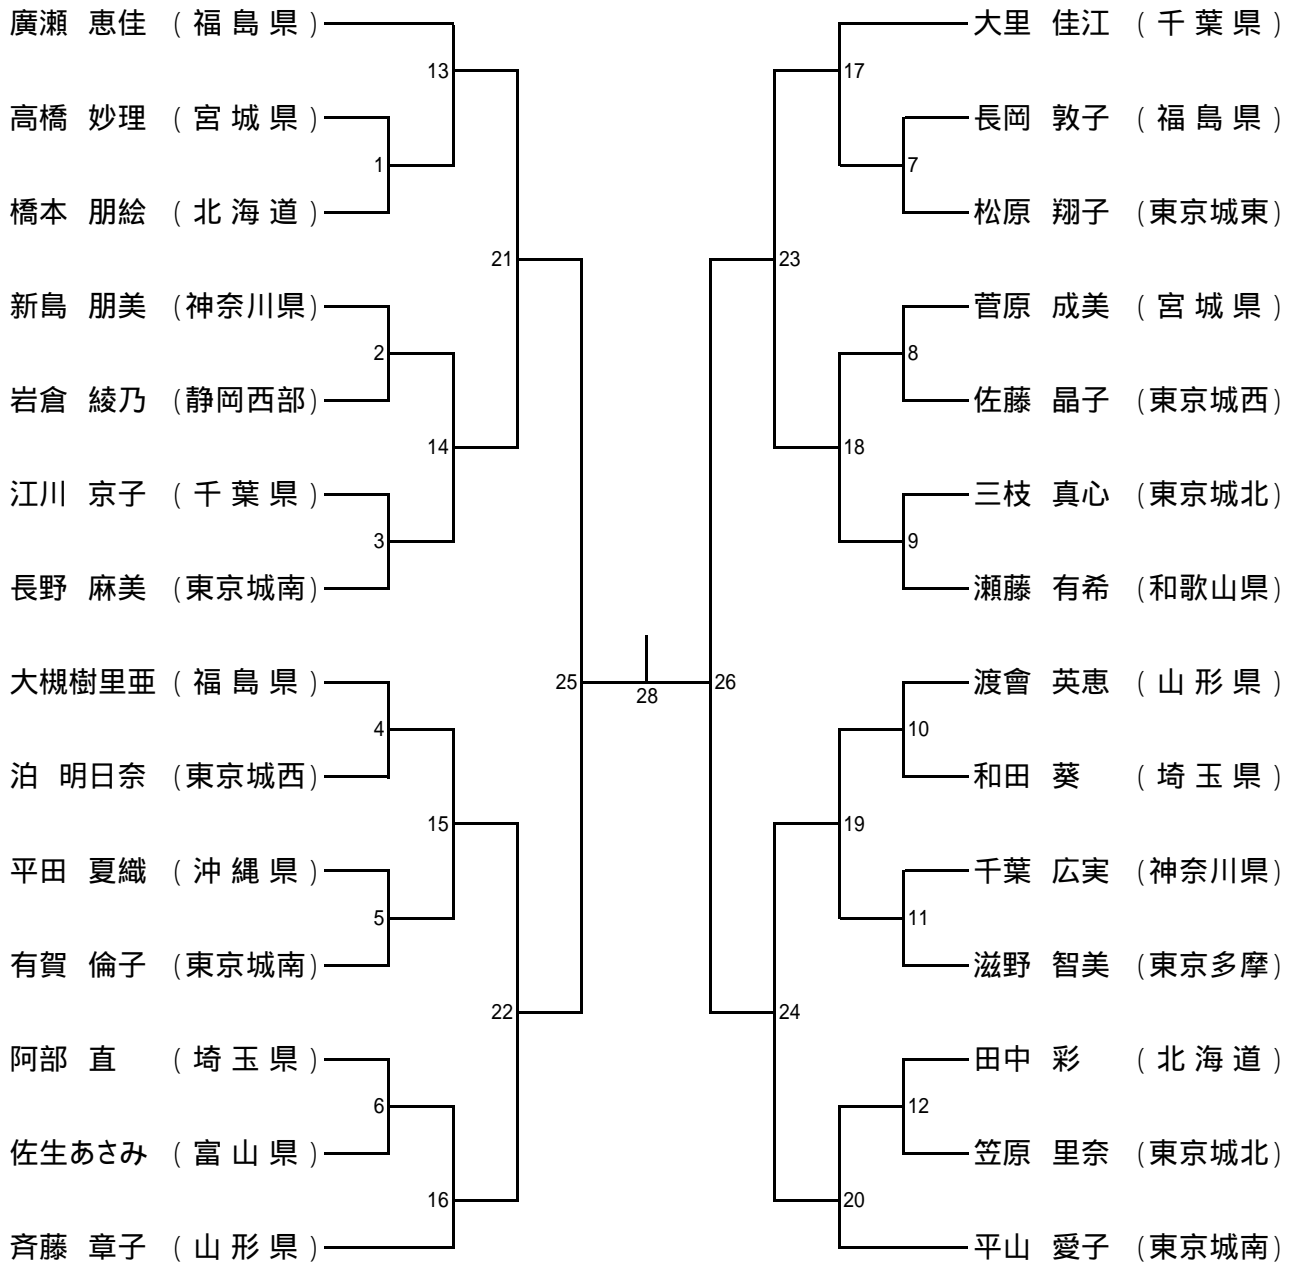 廣瀬 恵佳 (福島県)
高橋 妙理 (宮城県)
橋本 朋絵 (北海道)
新島 朋美 (神奈川県)
岩倉 綾乃 (静岡西部)
江川 京子 (千葉県)
長野 麻美 (東京城南)
大槻樹里亜 (福島県)
泊 明日奈 (東京城西)
平田 夏織 (沖縄県)
有賀 倫子 (東京城南)
阿部 直 (埼玉県)
佐生あさみ (富山県)
斉藤 章子 (山形県)
13
1
21
2
14
3
25
4
15
5
22
6
16
28
大里 佳江 (千葉県)
長岡 敦子 (福島県)
松原 翔子 (東京城東)
菅原 成美 (宮城県)
佐藤 晶子 (東京城西)
三枝 真心 (東京城北)
瀬藤 有希 (和歌山県)
渡會 英恵 (山形県)
和田 葵 (埼玉県)
千葉 広実 (神奈川県)
滋野 智美 (東京多摩)
田中 彩 (北海道)
笠原 里奈 (東京城北)
平山 愛子 (東京城南)
17
7
23
8
18
9
26
10
19
11
24
12
20